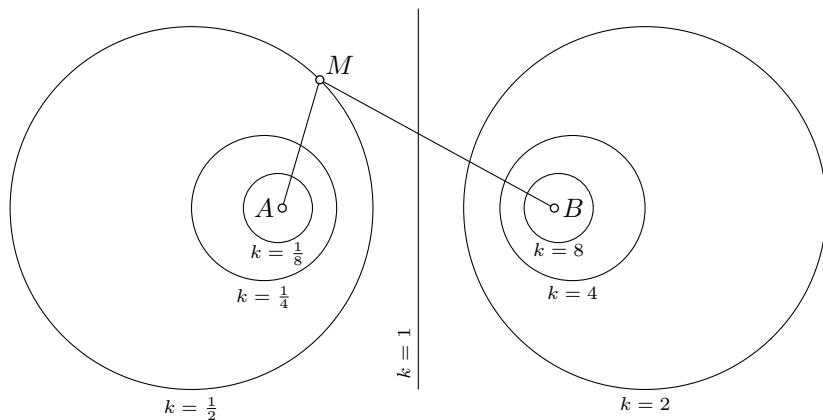 M
A
B
k = 1/8
k = 8
k = 1/4
k = 4
k = 1
k = 1/2
k = 2